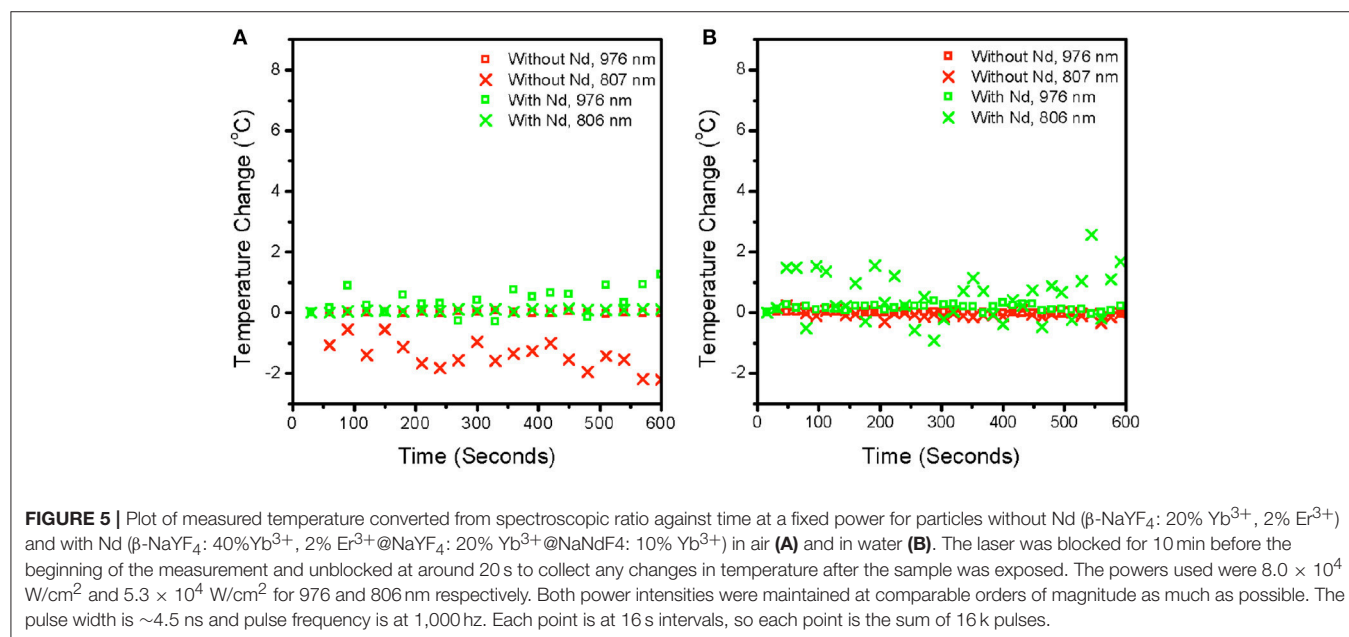 A
Temperature Change (°C)
8
6
4
2
0
-2
□ Without Nd, 976 nm
× Without Nd, 807 nm
□ With Nd, 976 nm
× With Nd, 806 nm
0 100 200 300 400 500 600
Time (Seconds)
B
Temperature Change (°C)
8
6
4
2
0
-2
□ Without Nd, 976 nm
× Without Nd, 807 nm
□ With Nd, 976 nm
× With Nd, 806 nm
0 100 200 300 400 500 600
Time (Seconds)
FIGURE 5 | Plot of measured temperature converted from spectroscopic ratio against time at a fixed power for particles without Nd (β-NaYF₄: 20% Yb³⁺, 2% Er³⁺)
and with Nd (β-NaYF₄: 40%Yb³⁺, 2% Er³⁺@NaYF₄: 20% Yb³⁺@NaNdF4: 10% Yb³⁺) in air (A) and in water (B). The laser was blocked for 10 min before the
beginning of the measurement and unblocked at around 20 s to collect any changes in temperature after the sample was exposed. The powers used were 8.0 × 10⁴
W/cm² and 5.3 × 10⁴ W/cm² for 976 and 806 nm respectively. Both power intensities were maintained at comparable orders of magnitude as much as possible. The
pulse width is ~4.5 ns and pulse frequency is at 1,000 hz. Each point is at 16 s intervals, so each point is the sum of 16 k pulses.